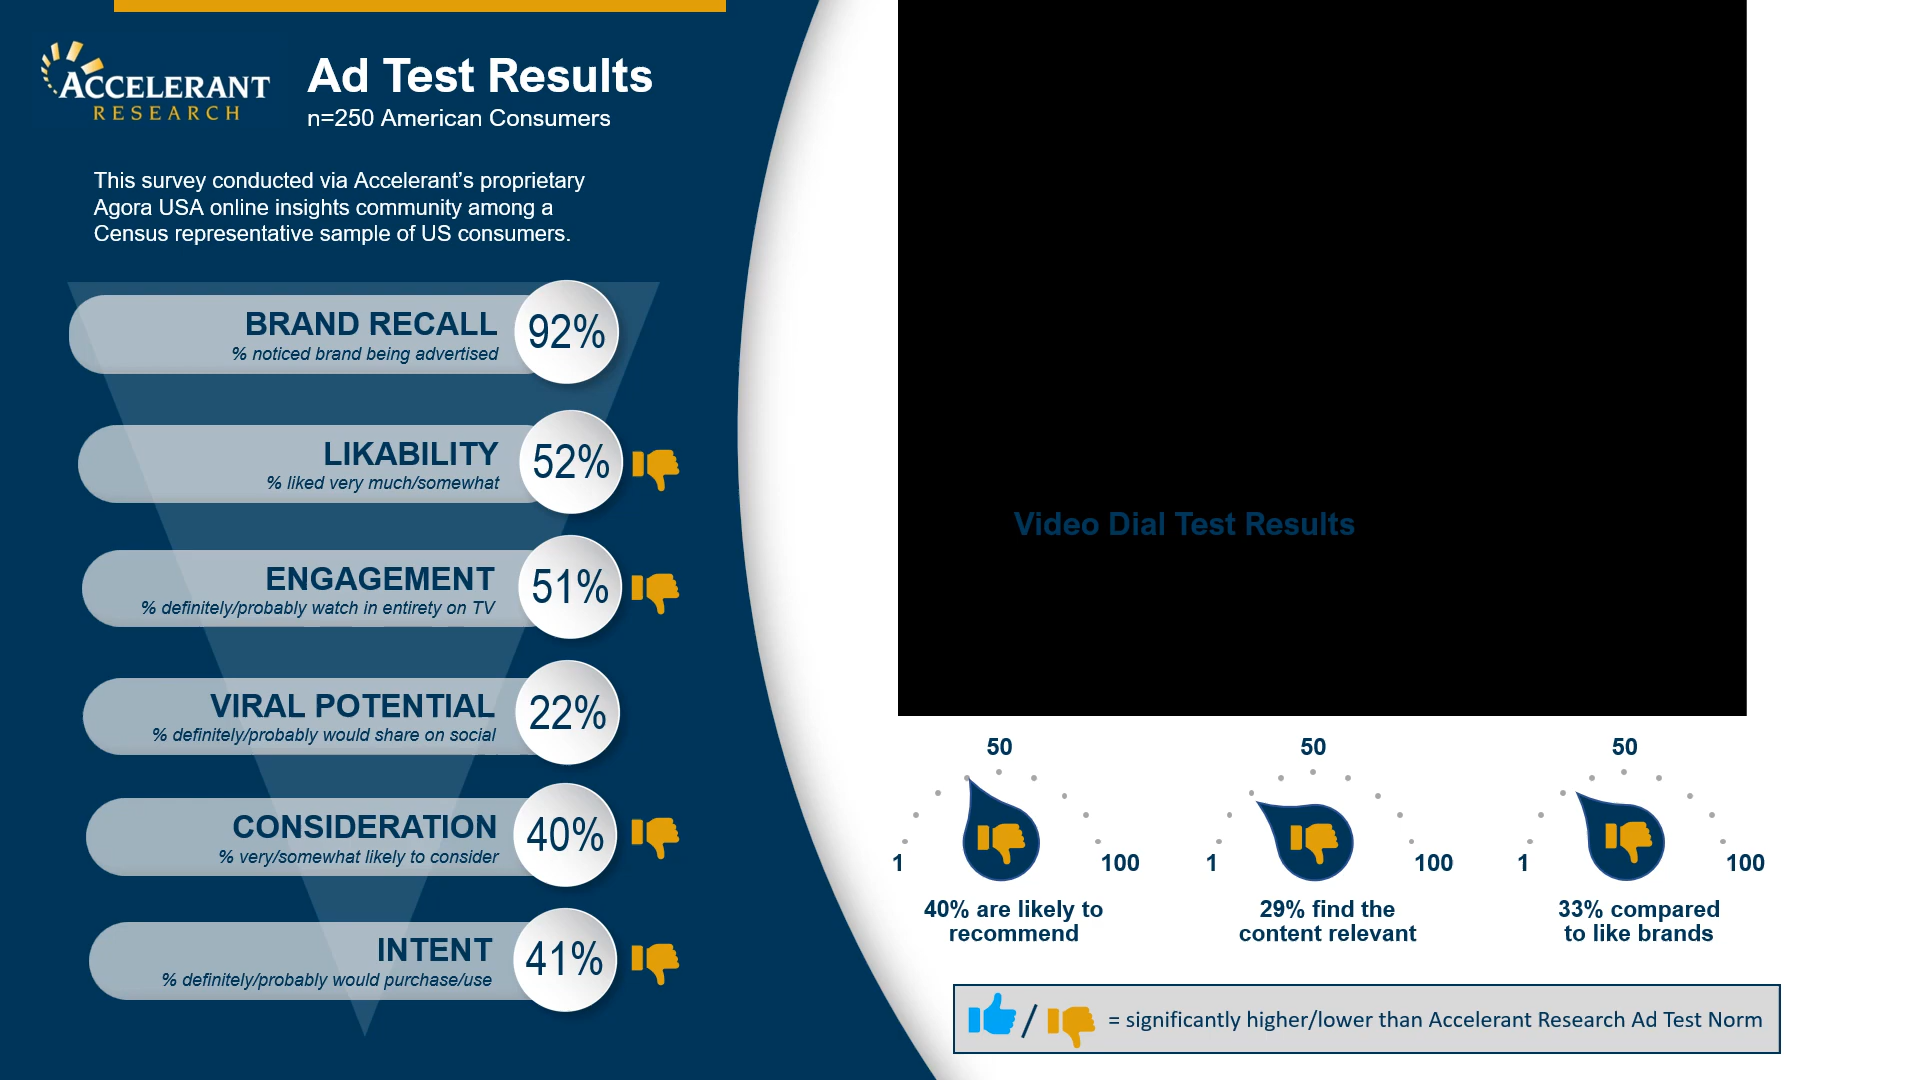 ACCELERANT
RESEARCH
Ad Test Results
n=250 American Consumers
This survey conducted via Accelerant’s proprietary
Agora USA online insights community among a
Census representative sample of US consumers.
BRAND RECALL
% noticed brand being advertised
92%
LIKABILITY
% liked very much/somewhat
52%
ENGAGEMENT
% definitely/probably watch in entirety on TV
51%
VIRAL POTENTIAL
% definitely/probably would share on social
22%
CONSIDERATION
% very/somewhat likely to consider
40%
INTENT
% definitely/probably would purchase/use
41%
Video Dial Test Results
50
1
100
40% are likely to
recommend
50
1
100
29% find the
content relevant
50
1
100
33% compared
to like brands
/ = significantly higher/lower than Accelerant Research Ad Test Norm